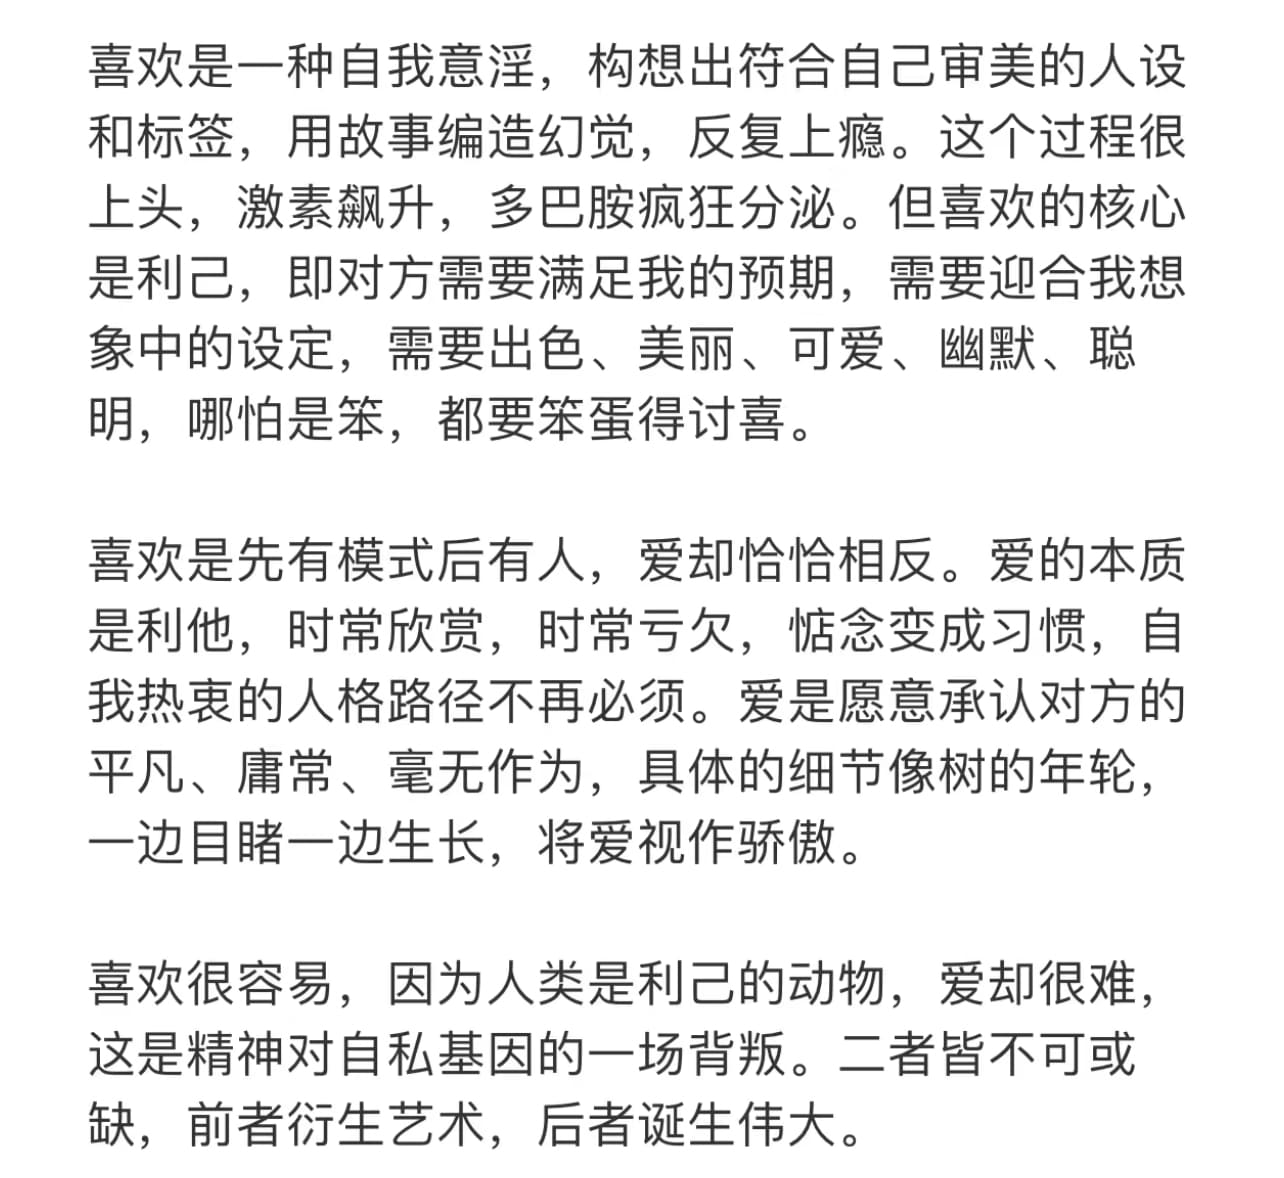 喜欢是一种自我意淫，构想出符合自己审美的人设
和标签，用故事编造幻觉，反复上瘾。这个过程很
上头，激素飙升，多巴胺疯狂分泌。但喜欢的核心
是利己，即对方需要满足我的预期，需要迎合我想
象中的设定，需要出色、美丽、可爱、幽默、聪
明，哪怕是笨，都要笨蛋得讨喜。
喜欢是先有模式后有人，爱却恰恰相反。爱的本质
是利他，时常欣赏，时常亏欠，惦念变成习惯，自
我热衷的人格路径不再必须。爱是愿意承认对方的
平凡、庸常、毫无作为，具体的细节像树的年轮，
一边目睹一边生长，将爱视作骄傲。
喜欢很容易，因为人类是利己的动物，爱却很难，
这是精神对自私基因的一场背叛。二者皆不可或
缺，前者衍生艺术，后者诞生伟大。